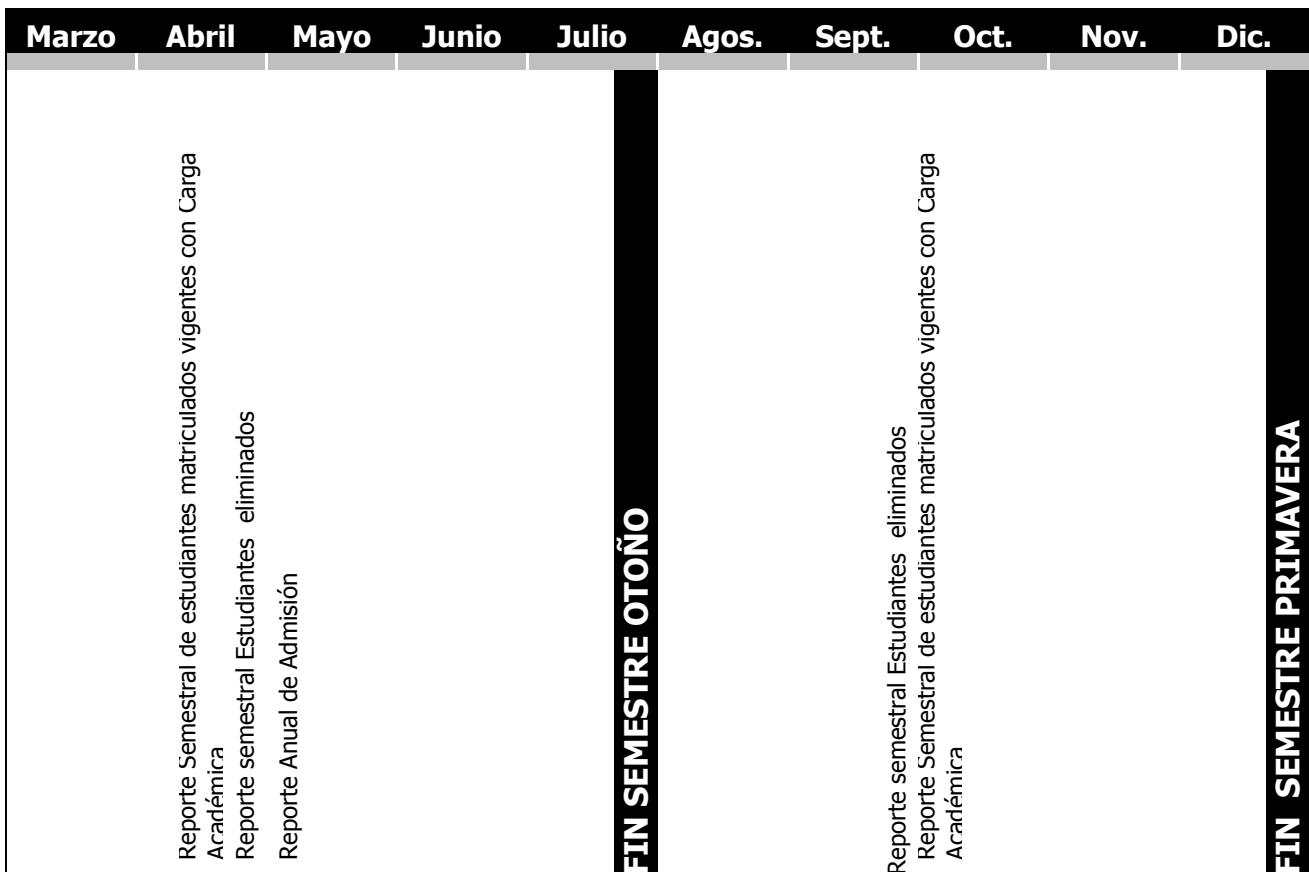 Marzo Abril Mayo Junio Julio Agos. Sept. Oct. Nov. Dic.
Reporte Semestral de estudiantes matriculados vigentes con Carga
Académica
Reporte semestral Estudiantes eliminados
Reporte Anual de Admisión
FIN SEMESTRE OTOÑO
Reporte semestral Estudiantes eliminados
Reporte Semestral de estudiantes matriculados vigentes con Carga
Académica
FIN SEMESTRE PRIMAVERA